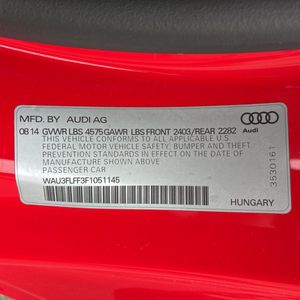 MFD. BY AUDI AG
08 14 GVWR LBS 4575 GAWR LBS FRONT 2403/REAR 2282
Audi
THIS VEHICLE CONFORMS TO ALL APPLICABLE U.S.
FEDERAL MOTOR VEHICLE SAFETY, BUMPER AND THEFT
PREVENTION STANDARDS IN EFFECT ON THE DATE OF
MANUFACTURE SHOWN ABOVE
PASSENGER CAR
WAU3FLFF3F1051145
HUNGARY
3530161